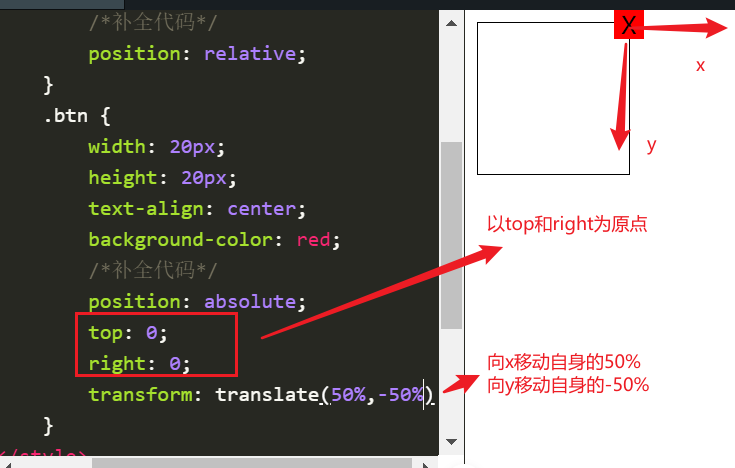 /*补全代码*/
position: relative;
}
.btn {
width: 20px;
height: 20px;
text-align: center;
background-color: red;
/*补全代码*/
position: absolute;
top: 0;
right: 0;
transform: translate(50%,-50%)
}
</style>
X
x
y
以top和right为原点
向x移动自身的50%
向y移动自身的-50%